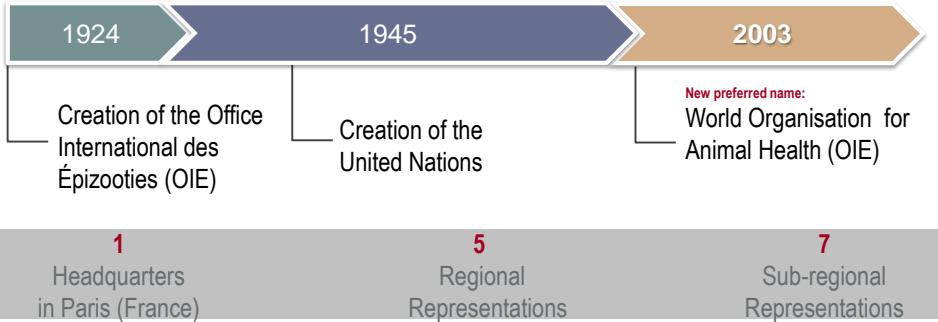 1924
1945
2003
Creation of the Office
International des
Épizooties (OIE)
Creation of the
United Nations
New preferred name:
World Organisation for
Animal Health (OIE)
1
Headquarters
in Paris (France)
5
Regional
Representations
7
Sub-regional
Representations